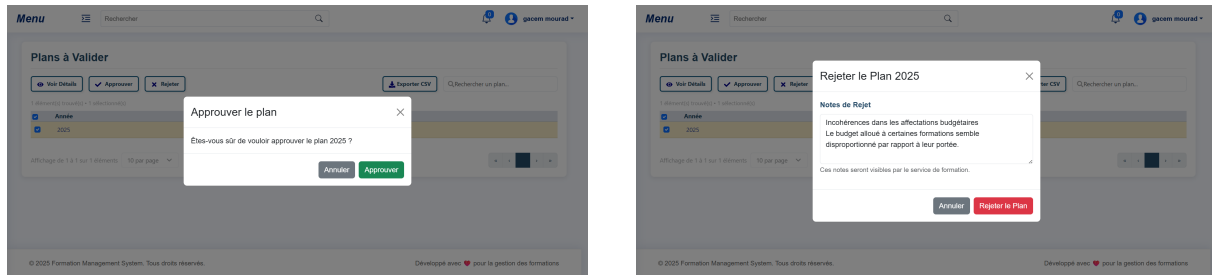 Menu
Rechercher
gacem mourad
Plans à Valider
Voir Détails
Approuver
Rejeter
Exporter CSV
Rechercher un plan...
1 élément(s) trouvé(s) • 1 sélectionné(s)
Année
2025
Affichage de 1 à 1 sur 1 éléments
10 par page
Approuver le plan
Êtes-vous sûr de vouloir approuver le plan 2025 ?
Annuler
Approuver
© 2025 Formation Management System. Tous droits réservés.
Développé avec ❤ pour la gestion des formations
Menu
Rechercher
gacem mourad
Plans à Valider
Voir Détails
Approuver
Rejeter
er CSV
Rechercher un plan...
Année
2025
Affichage de 1 à 1 sur 1 éléments
10 par page
Rejeter le Plan 2025
Notes de Rejet
Incohérences dans les affectations budgétaires
Le budget alloué à certaines formations semble
disproportionné par rapport à leur portée.
Ces notes seront visibles par le service de formation.
Annuler
Rejeter le Plan
© 2025 Formation Management System. Tous droits réservés.
Développé avec ❤ pour la gestion des formations